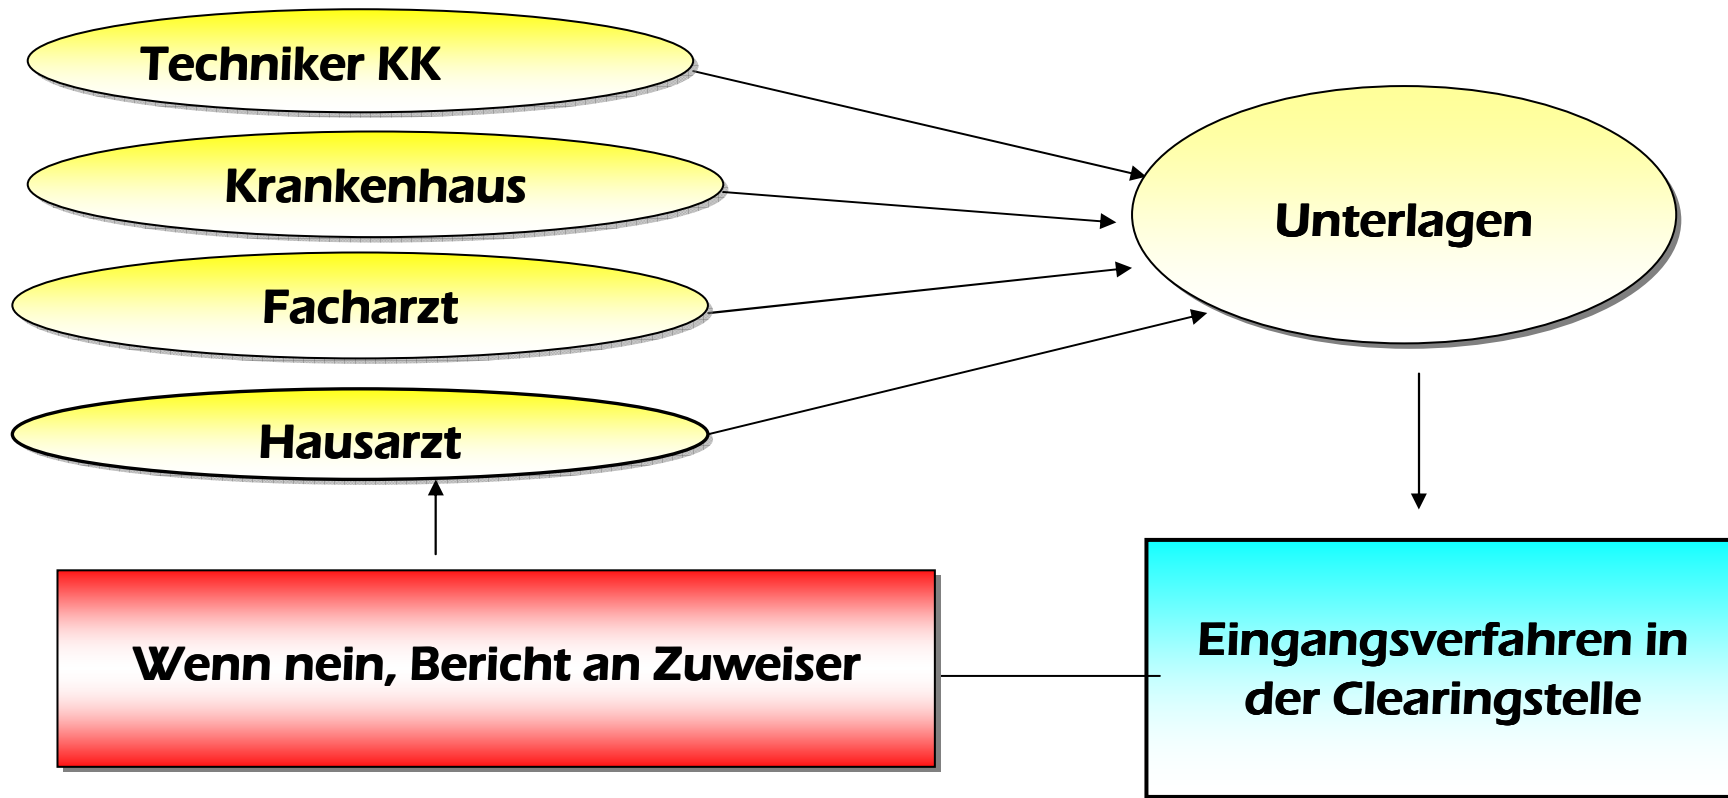 Techniker KK
Krankenhaus
Facharzt
Hausarzt
Unterlagen
Wenn nein, Bericht an Zuweiser
Eingangsverfahren in
der Clearingstelle